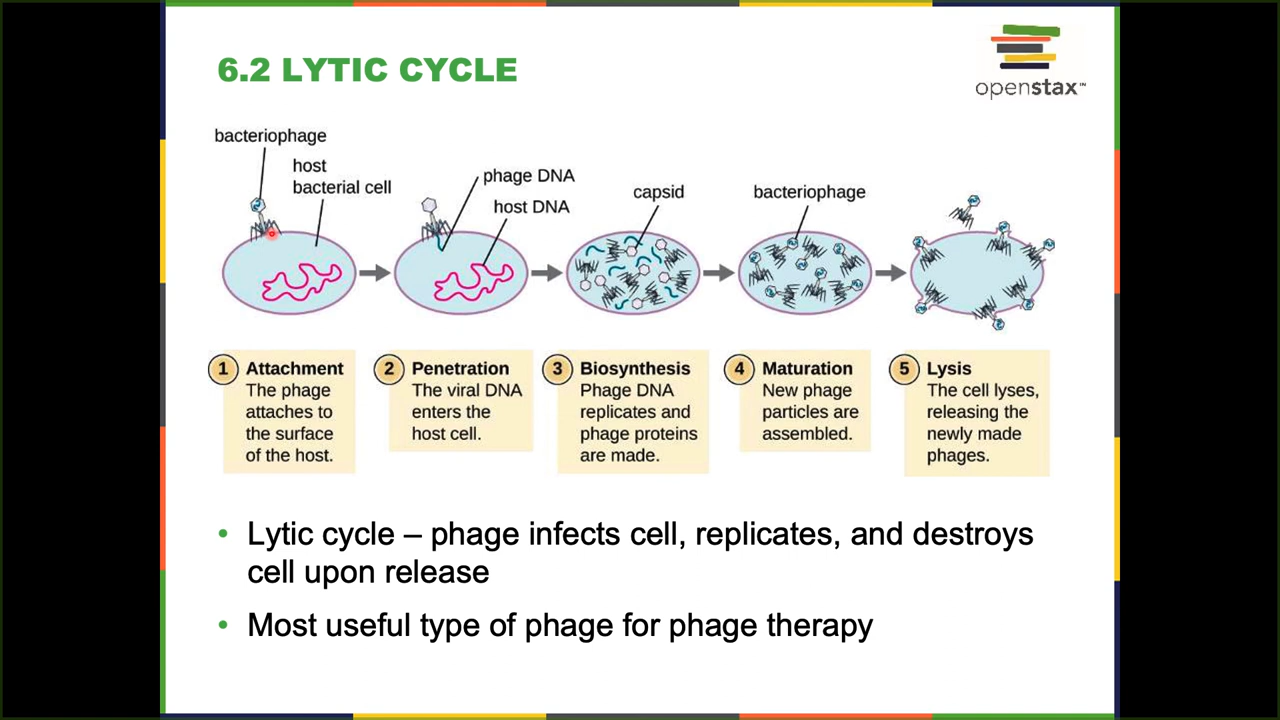 6.2 LYTIC CYCLE
openstax™
bacteriophage
host
bacterial cell
phage DNA
host DNA
capsid
bacteriophage
1 Attachment
The phage
attaches to
the surface
of the host.
2 Penetration
The viral DNA
enters the
host cell.
3 Biosynthesis
Phage DNA
replicates and
phage proteins
are made.
4 Maturation
New phage
particles are
assembled.
5 Lysis
The cell lyses,
releasing the
newly made
phages.
• Lytic cycle – phage infects cell, replicates, and destroys
cell upon release
• Most useful type of phage for phage therapy